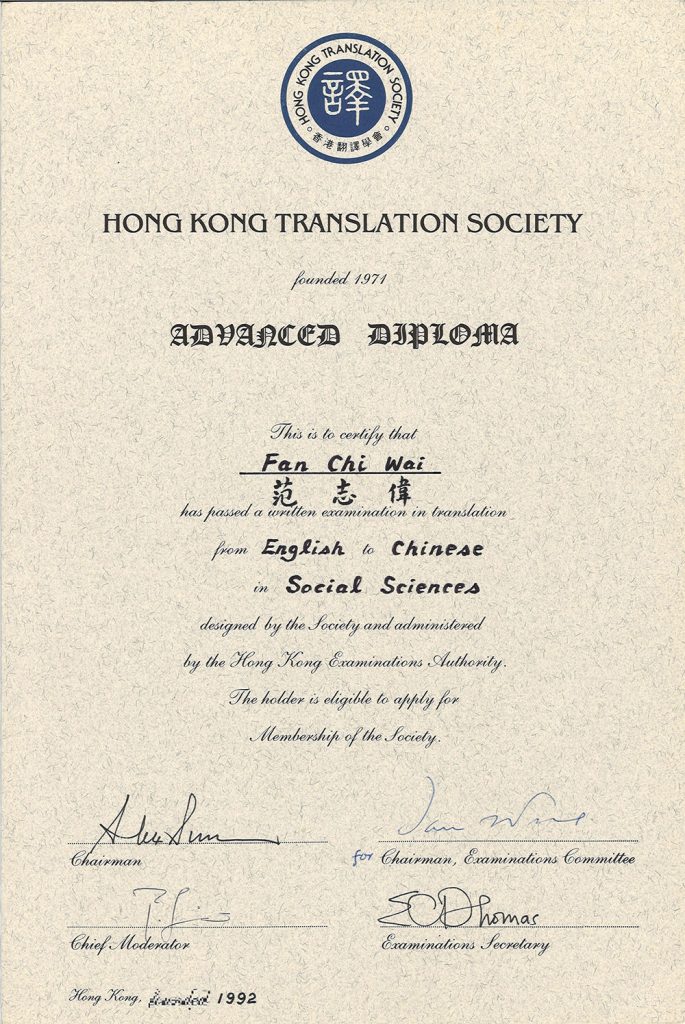 HONG KONG TRANSLATION SOCIETY
譯
香港翻譯學會
HONG KONG TRANSLATION SOCIETY
founded 1971
ADVANCED DIPLOMA
This is to certify that
Fan Chi Wai
范志偉
has passed a written examination in translation
from English to Chinese
in Social Sciences
designed by the Society and administered
by the Hong Kong Examinations Authority.
The holder is eligible to apply for
Membership of the Society.
Chairman
for Chairman, Examinations Committee
E C Thomas
Chief Moderator
Examinations Secretary
Hong Kong, 1992